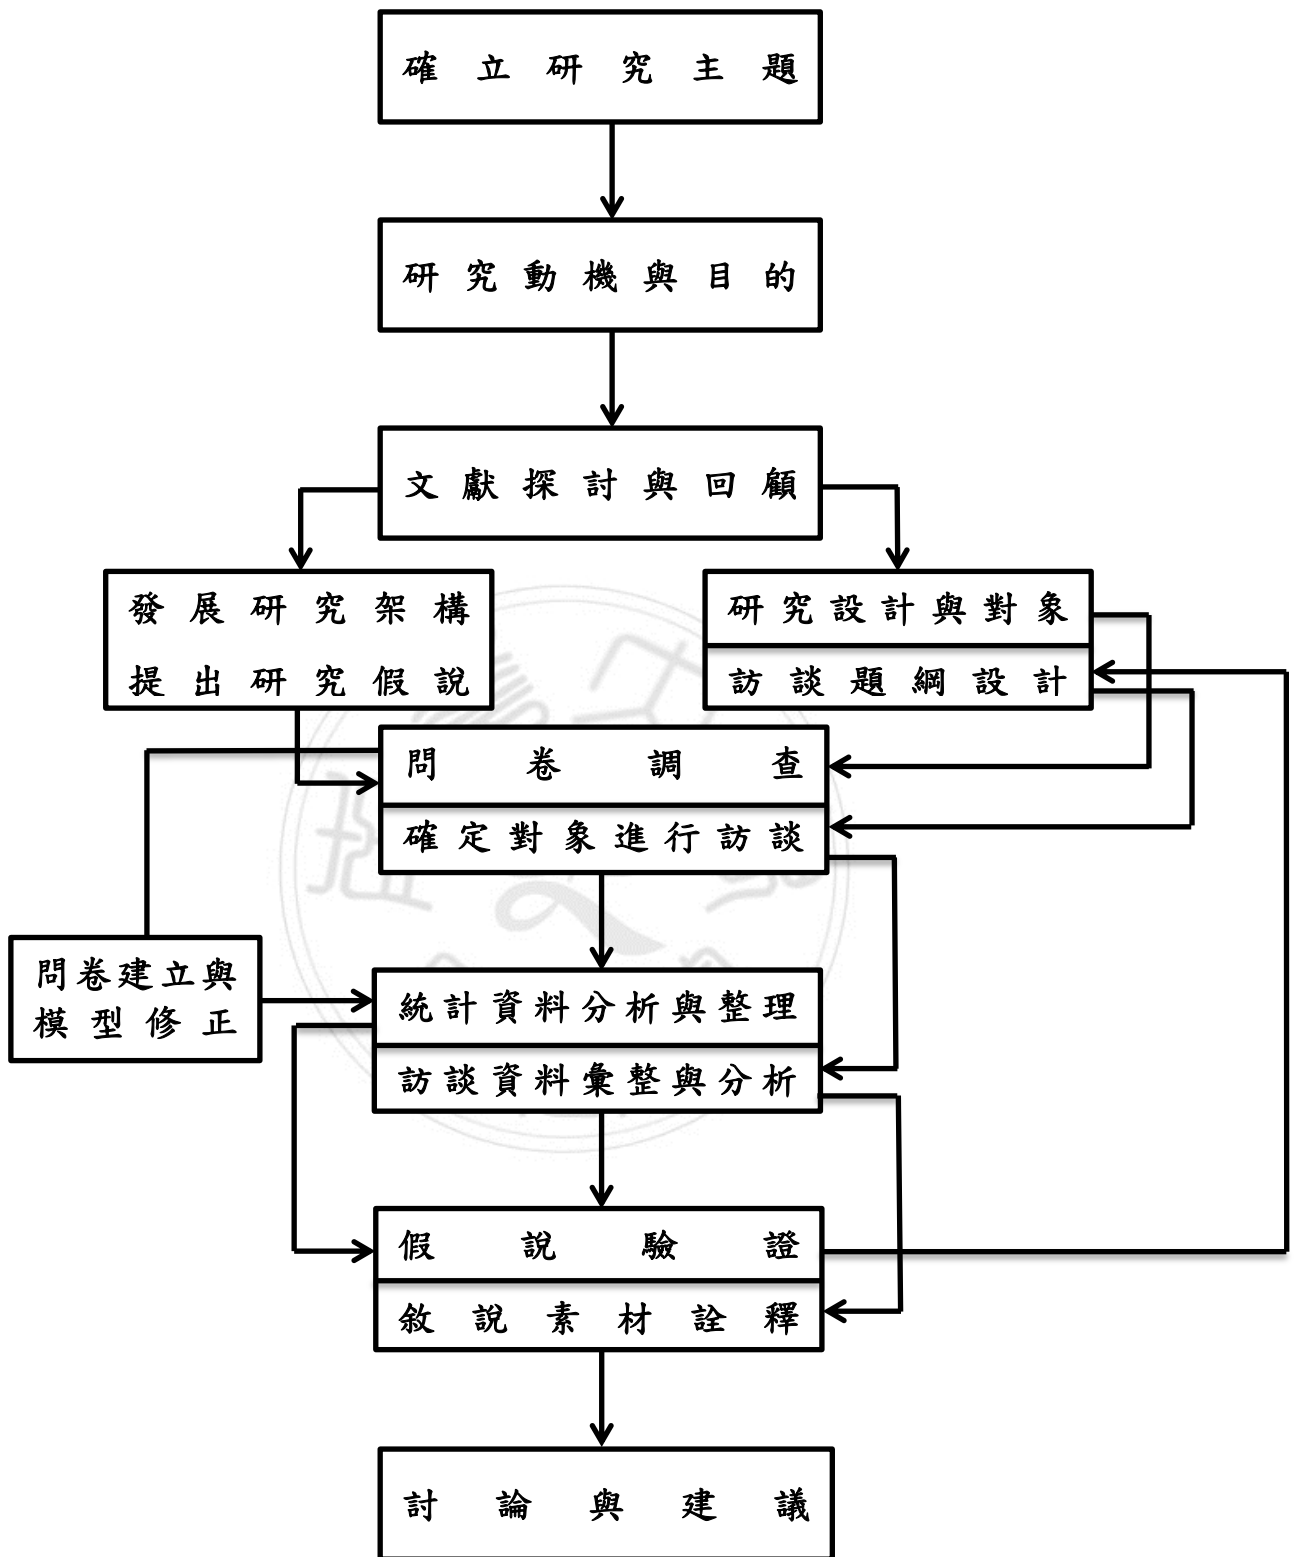 確立研究主題
研究動機與目的
文獻探討與回顧
發展研究架構
提出研究假說
研究設計與對象
訪談題綱設計
問卷調查
確定對象進行訪談
問卷建立與
模型修正
統計資料分析與整理
訪談資料彙整與分析
假說驗證
敘說素材詮釋
討論與建議